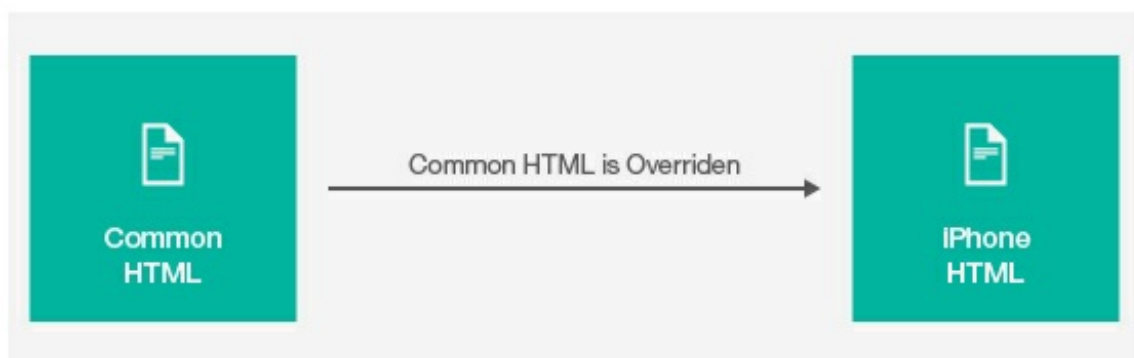 Common HTML is Overriden
Common
HTML
iPhone
HTML